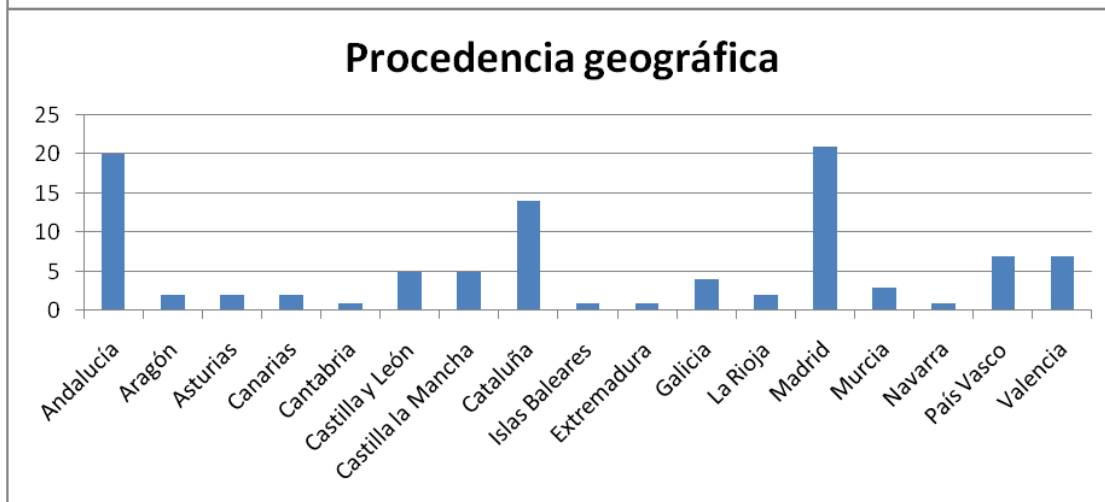 Procedencia geográfica
25
20
15
10
5
0
Andalucía
Aragón
Asturias
Canarias
Cantabria
Castilla y León
Castilla la Mancha
Cataluña
Islas Baleares
Extremadura
Galicia
La Rioja
Madrid
Murcia
Navarra
País Vasco
Valencia